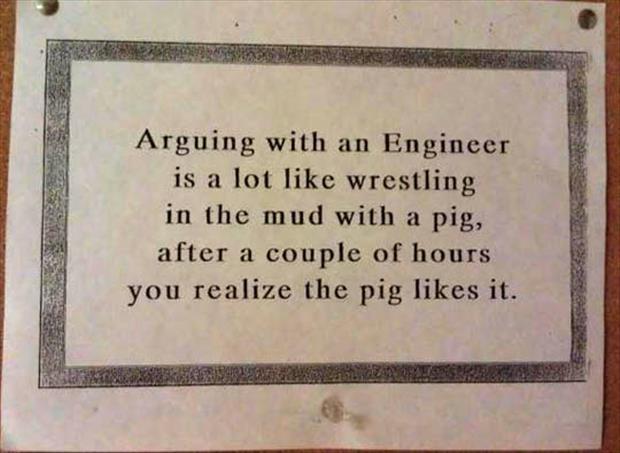 Arguing with an Engineer
is a lot like wrestling
in the mud with a pig,
after a couple of hours
you realize the pig likes it.